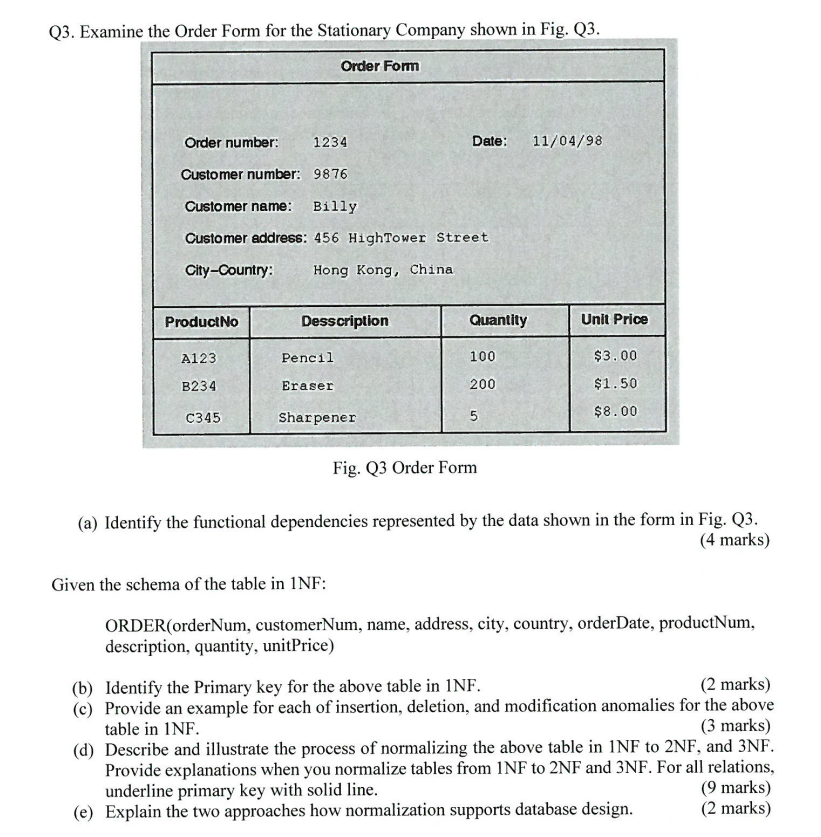 Q3. Examine the Order Form for the Stationary Company shown in Fig. Q3.
Order Form
Order number: 1234 Date: 11/04/98
Customer number: 9876
Customer name: Billy
Customer address: 456 HighTower Street
City-Country: Hong Kong, China
ProductNo Desscription Quantity Unit Price
A123 Pencil 100 $3.00
B234 Eraser 200 $1.50
C345 Sharpener 5 $8.00
Fig. Q3 Order Form
(a) Identify the functional dependencies represented by the data shown in the form in Fig. Q3.
(4 marks)
Given the schema of the table in 1NF:
ORDER(orderNum, customerNum, name, address, city, country, orderDate, productNum,
description, quantity, unitPrice)
(b) Identify the Primary key for the above table in 1NF. (2 marks)
(c) Provide an example for each of insertion, deletion, and modification anomalies for the above
table in 1NF. (3 marks)
(d) Describe and illustrate the process of normalizing the above table in 1NF to 2NF, and 3NF.
Provide explanations when you normalize tables from 1NF to 2NF and 3NF. For all relations,
underline primary key with solid line. (9 marks)
(e) Explain the two approaches how normalization supports database design. (2 marks)